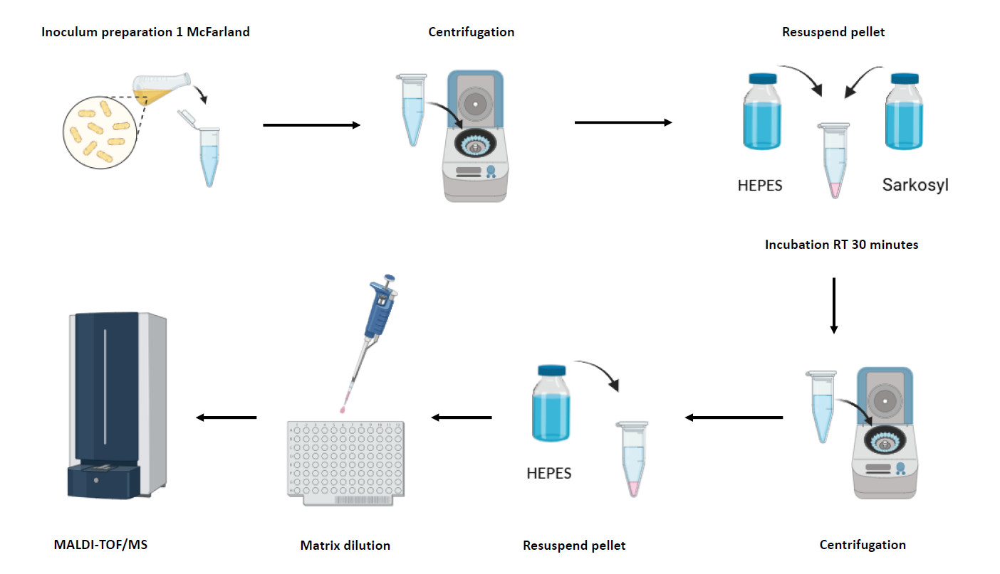 Inoculum preparation 1 McFarland
Centrifugation
Resuspend pellet
HEPES
Sarkosyl
Incubation RT 30 minutes
HEPES
MALDI-TOF/MS
Matrix dilution
Resuspend pellet
Centrifugation